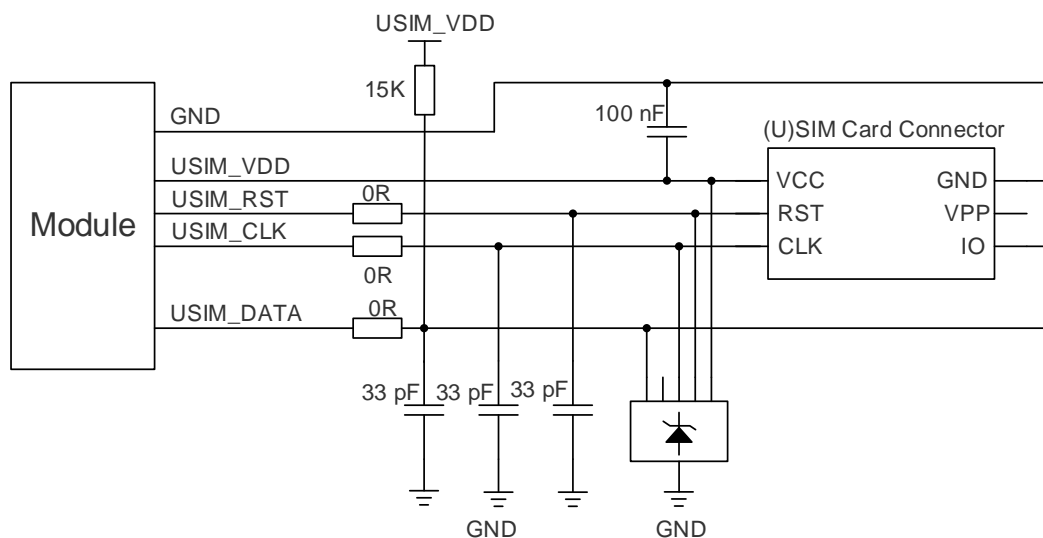 USIM_VDD
15K
GND
100 nF
(U)SIM Card Connector
USIM_VDD
VCC
GND
USIM_RST
0R
RST
VPP
Module
USIM_CLK
CLK
IO
0R
USIM_DATA
0R
33 pF
33 pF
33 pF
GND
GND